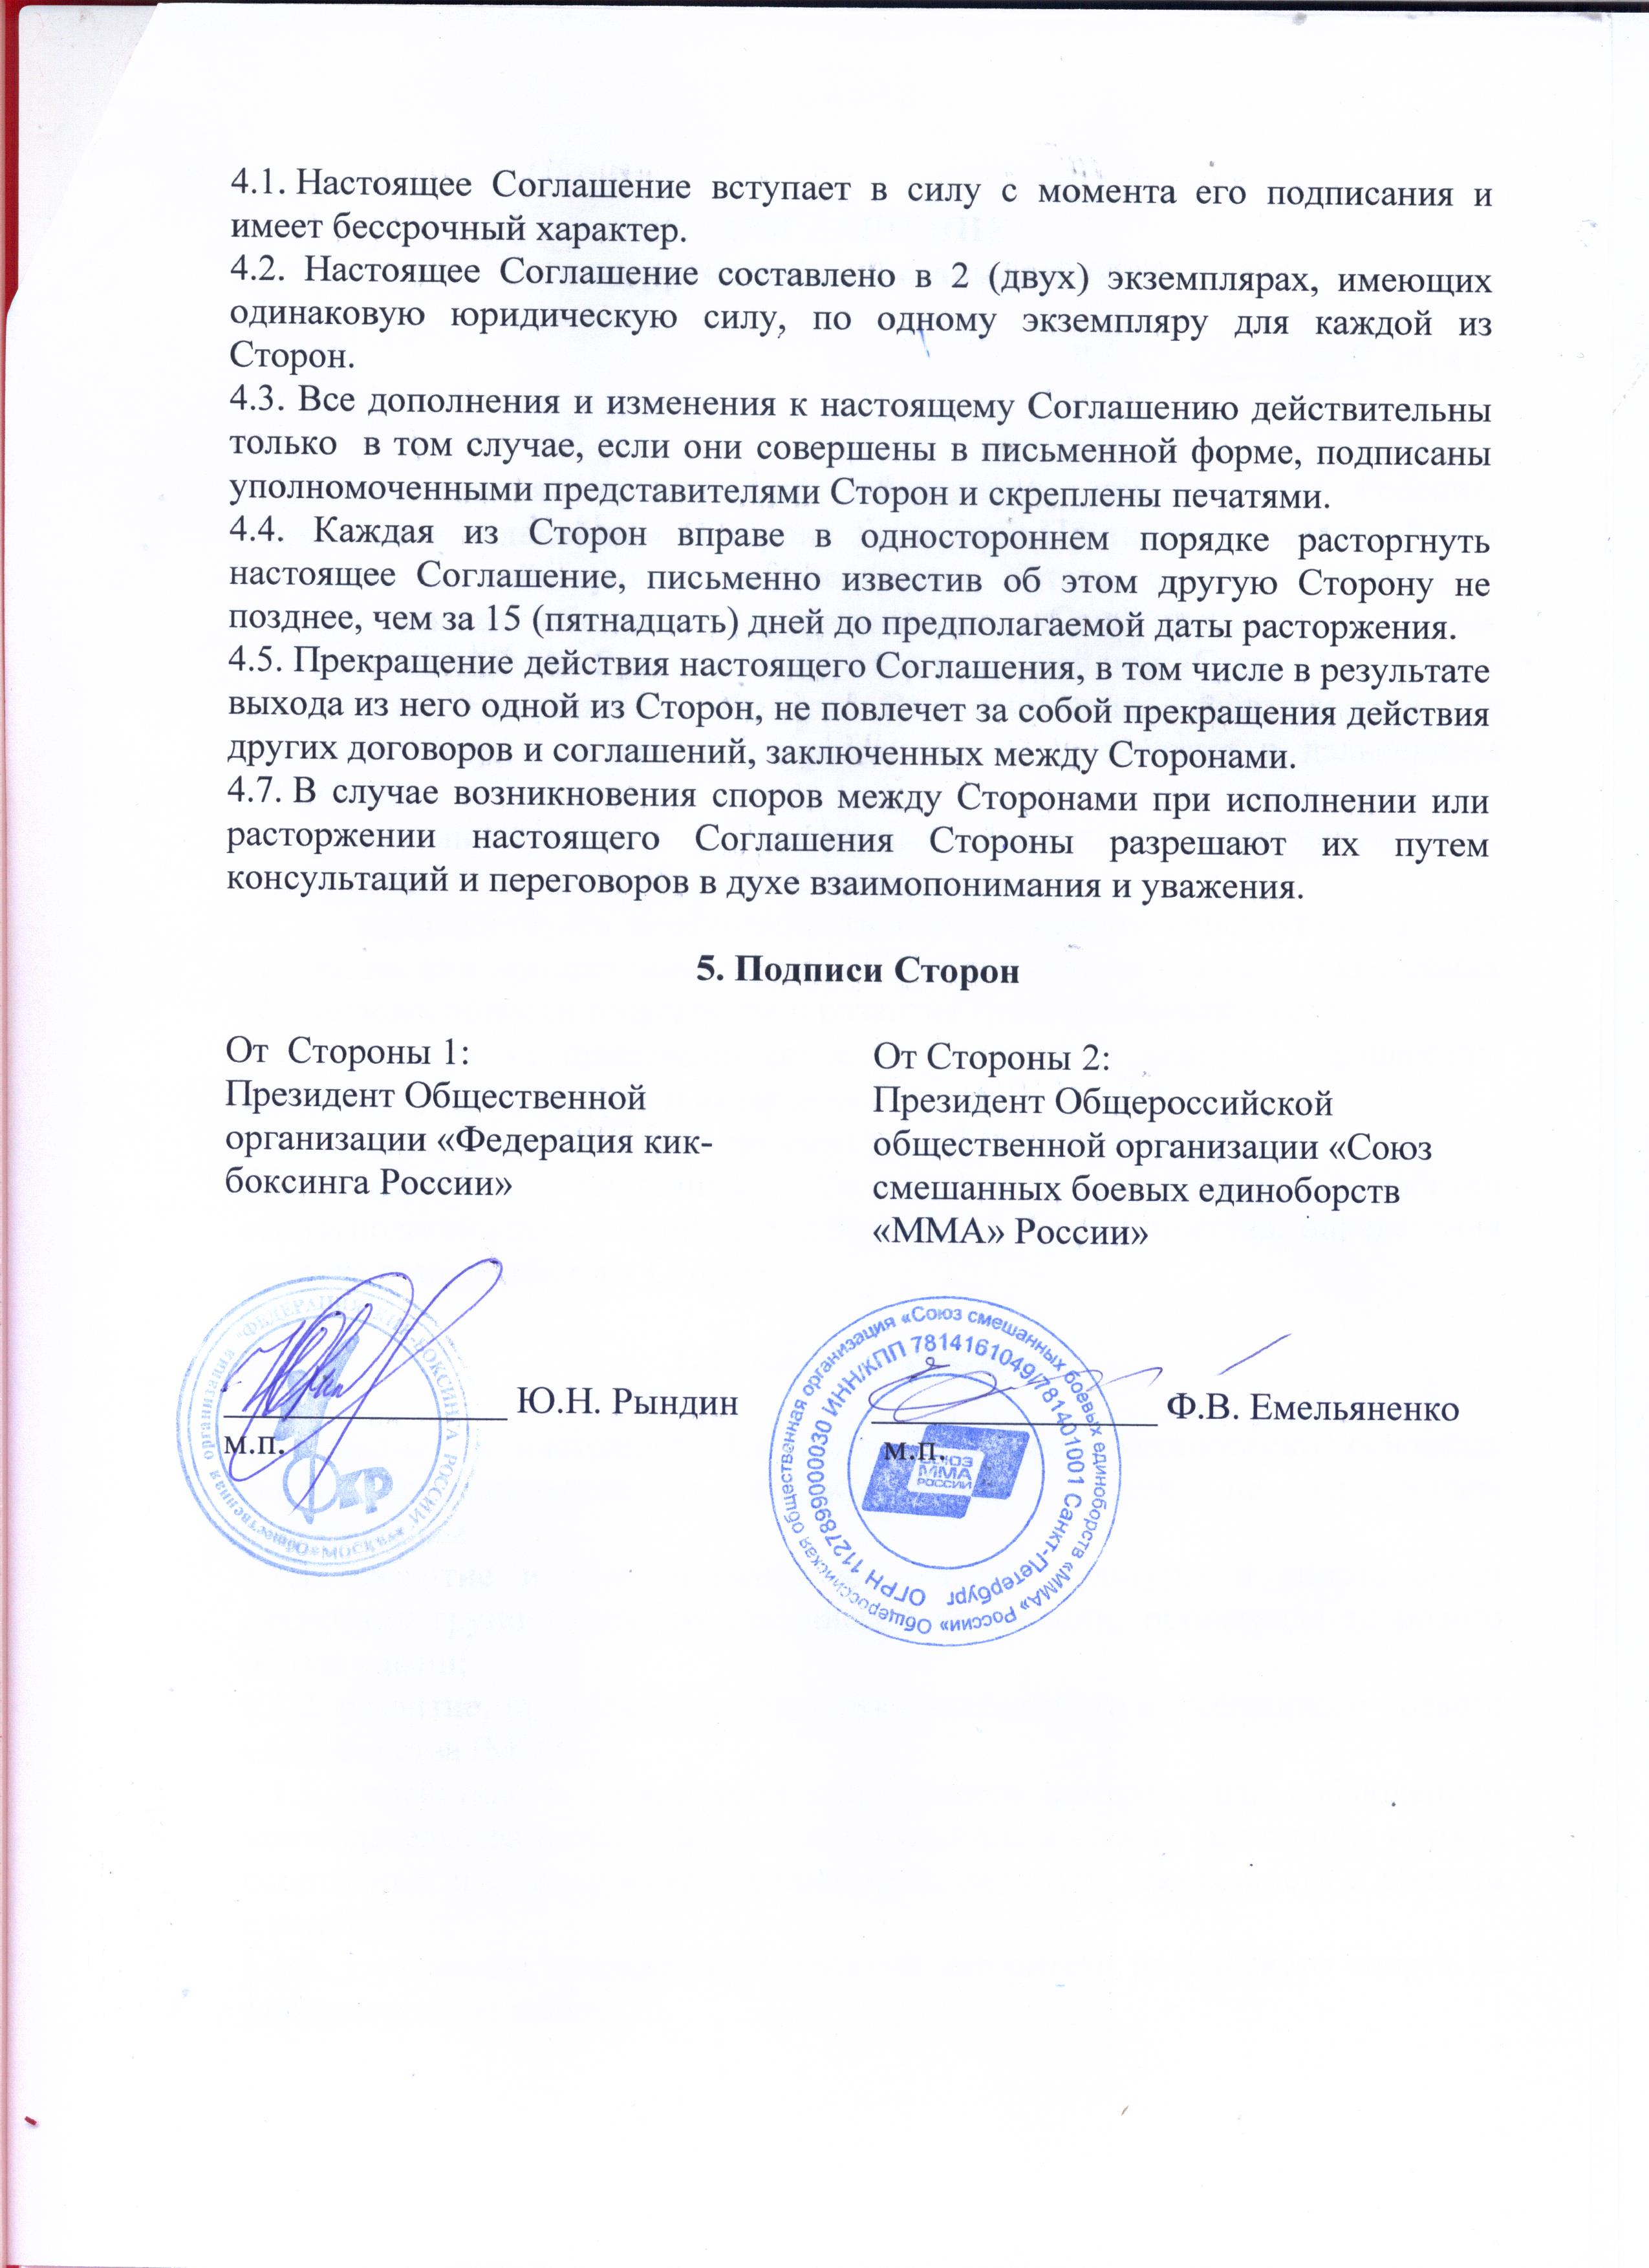 4.1. Настоящее Соглашение вступает в силу с момента его подписания и
имеет бессрочный характер.
4.2. Настоящее Соглашение составлено в 2 (двух) экземплярах, имеющих
одинаковую юридическую силу, по одному экземпляру для каждой из
Сторон.
4.3. Все дополнения и изменения к настоящему Соглашению действительны
только в том случае, если они совершены в письменной форме, подписаны
уполномоченными представителями Сторон и скреплены печатями.
4.4. Каждая из Сторон вправе в одностороннем порядке расторгнуть
настоящее Соглашение, письменно известив об этом другую Сторону не
позднее, чем за 15 (пятнадцать) дней до предполагаемой даты расторжения.
4.5. Прекращение действия настоящего Соглашения, в том числе в результате
выхода из него одной из Сторон, не повлечет за собой прекращения действия
других договоров и соглашений, заключенных между Сторонами.
4.7. В случае возникновения споров между Сторонами при исполнении или
расторжении настоящего Соглашения Стороны разрешают их путем
консультаций и переговоров в духе взаимопонимания и уважения.
5. Подписи Сторон
От Стороны 1:
Президент Общественной
организации «Федерация кик-
боксинга России»
Ю.Н. Рындин
м.п.
Общественная организация "ФЕДЕРАЦИЯ КИК-БОКСИНГА РОССИИ"
*Москва*
ФКР
От Стороны 2:
Президент Общероссийской
общественной организации «Союз
смешанных боевых единоборств
«ММА» России»
Ф.В. Емельяненко
м.п.
Общероссийская общественная организация «Союз смешанных боевых единоборств «ММА» России»
ОГРН 1127899000030 ИНН/КПП 7814161049/781401001 Санкт-Петербург
СОЮЗ
ММА
РОССИИ